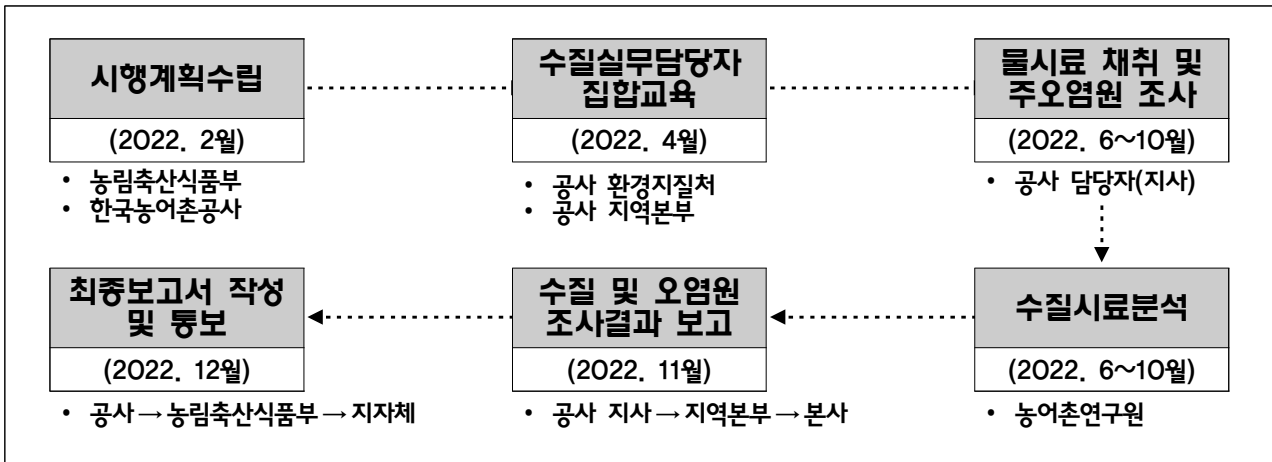 시행계획수립
(2022. 2월)
• 농림축산식품부
• 한국농어촌공사
수질실무담당자
집합교육
(2022. 4월)
• 공사 환경지질처
• 공사 지역본부
물시료 채취 및
주오염원 조사
(2022. 6~10월)
• 공사 담당자(지사)
수질시료분석
(2022. 6~10월)
• 농어촌연구원
수질 및 오염원
조사결과 보고
(2022. 11월)
• 공사 지사→지역본부→본사
최종보고서 작성
및 통보
(2022. 12월)
• 공사→농림축산식품부→지자체